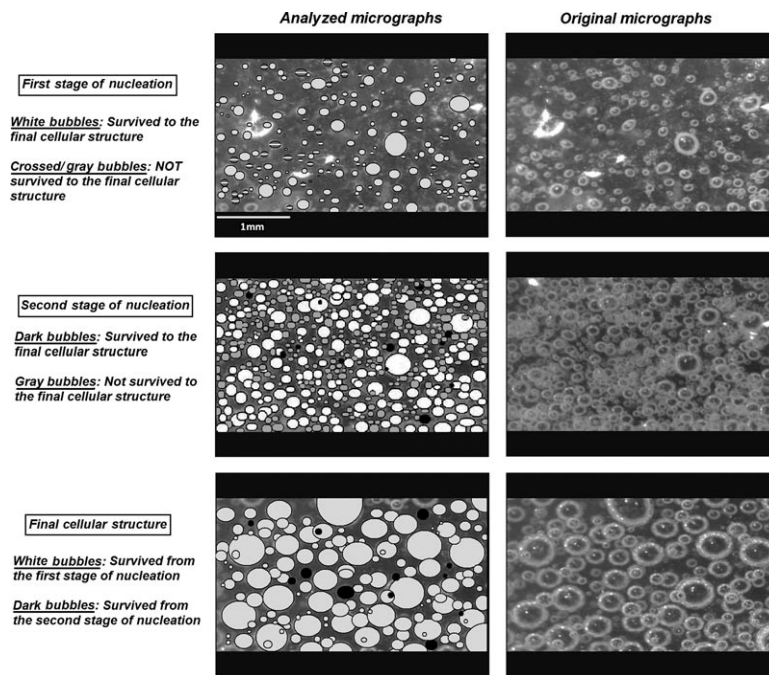 Analyzed micrographs
Original micrographs
First stage of nucleation
White bubbles: Survived to the
final cellular structure
Crossed/gray bubbles: NOT
survived to the final cellular
structure
1mm
Second stage of nucleation
Dark bubbles: Survived to the
final cellular structure
Gray bubbles: Not survived to
the final cellular structure
Final cellular structure
White bubbles: Survived from
the first stage of nucleation
Dark bubbles: Survived from
the second stage of nucleation